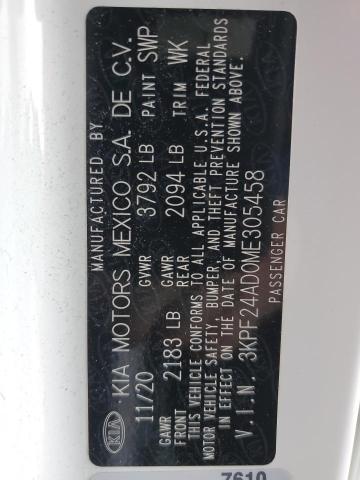 MANUFACTURED BY
KIA KIA MOTORS MEXICO S.A. DE C.V.
11/20 GVWR 3792 LB PAINT SWP
GAWR FRONT 2183 LB GAWR REAR 2094 LB TRIM WK
THIS VEHICLE CONFORMS TO ALL APPLICABLE U.S.A. FEDERAL
MOTOR VEHICLE SAFETY, BUMPER, AND THEFT PREVENTION STANDARDS
IN EFFECT ON THE DATE OF MANUFACTURE SHOWN ABOVE.
V.I.N. 3KPF24AD0ME305458
PASSENGER CAR
7610